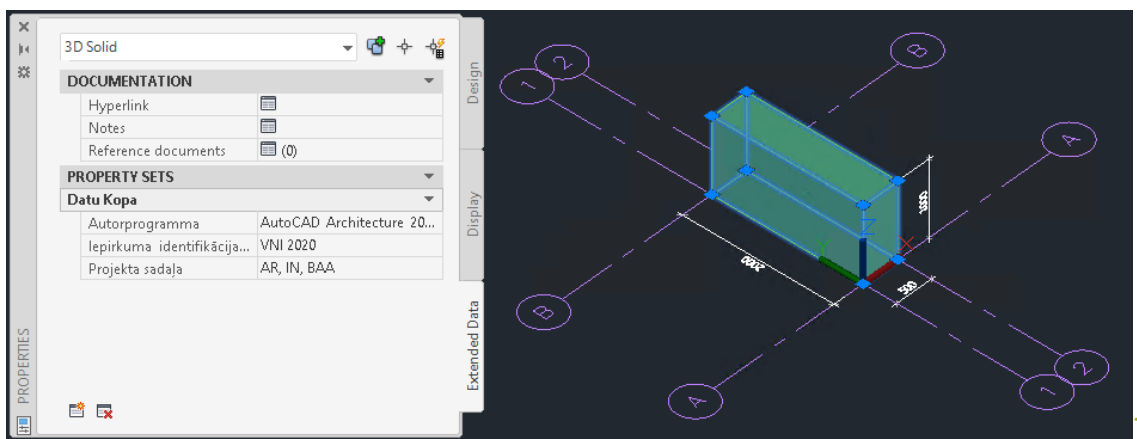 3D Solid
DOCUMENTATION
Hyperlink
Notes
Reference documents (0)
PROPERTY SETS
Datu Kopa
Autorprogramma AutoCAD Architecture 20...
Iepirkuma identifikācija... VNI 2020
Projekta sadaļa AR, IN, BAA
Design
Display
Extended Data
PROPERTIES
1
2
B
A
Z
Y
X
2000
500
B
A
1
2